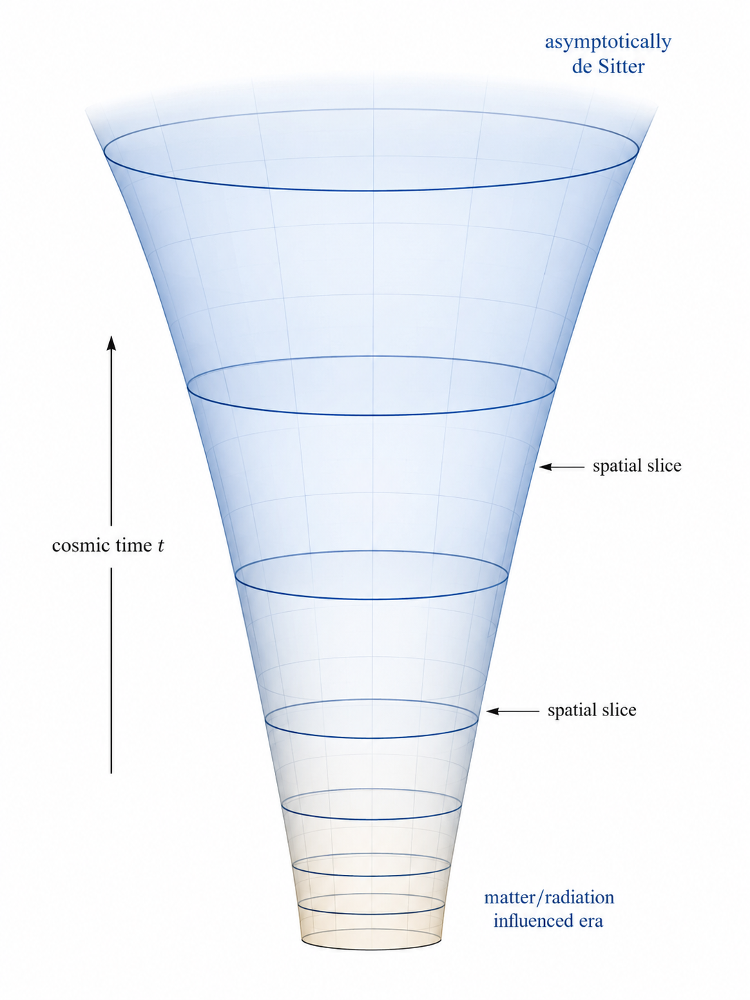 asymptotically
de Sitter
spatial slice
cosmic time t
spatial slice
matter/radiation
influenced era